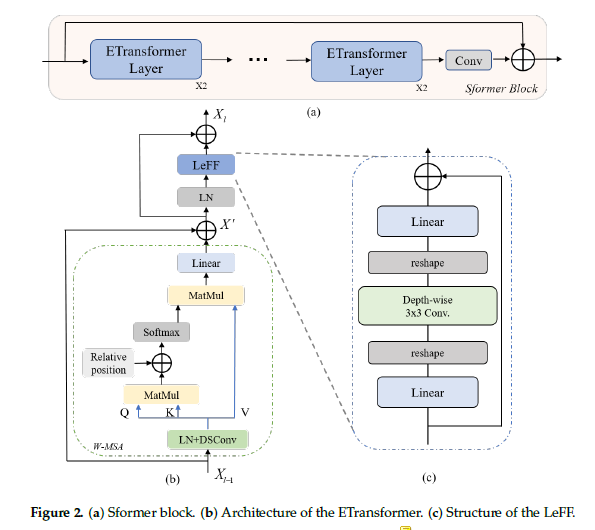 ETransformer
Layer
X2
...
ETransformer
Layer
X2
Conv
Sformer Block
(a)
X_l
LeFF
LN
X'
Linear
MatMul
Softmax
Relative
position
MatMul
Q
K
V
LN+DSConv
W-MSA
(b)
X_{l-1}
Linear
reshape
Depth-wise
3x3 Conv.
reshape
Linear
(c)
Figure 2. (a) Sformer block. (b) Architecture of the ETransformer. (c) Structure of the LeFF.